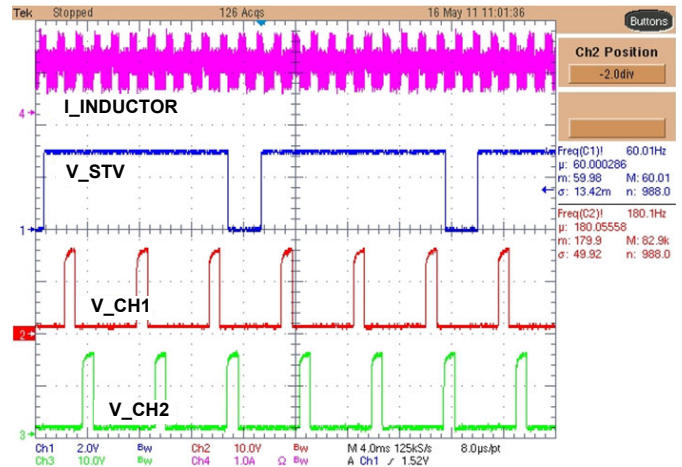 Tek Stopped 126 Acqs 16 May 11 11:01:36
Buttons
Ch2 Position
-2.0div
I_INDUCTOR
4
V_STV
1
V_CH1
2
V_CH2
3
Freq(C1)! 60.01Hz
µ: 60.000286
m: 59.98 M: 60.01
σ: 13.42m n: 988.0
Freq(C2)! 180.1Hz
µ: 180.05558
m: 179.9 M: 82.9k
σ: 49.92 n: 988.0
Ch1 2.0V Bw Ch2 10.0V Bw M 4.0ms 125kS/s 8.0µs/pt
Ch3 10.0V Bw Ch4 1.0A Ω Bw A Ch1 1.52V